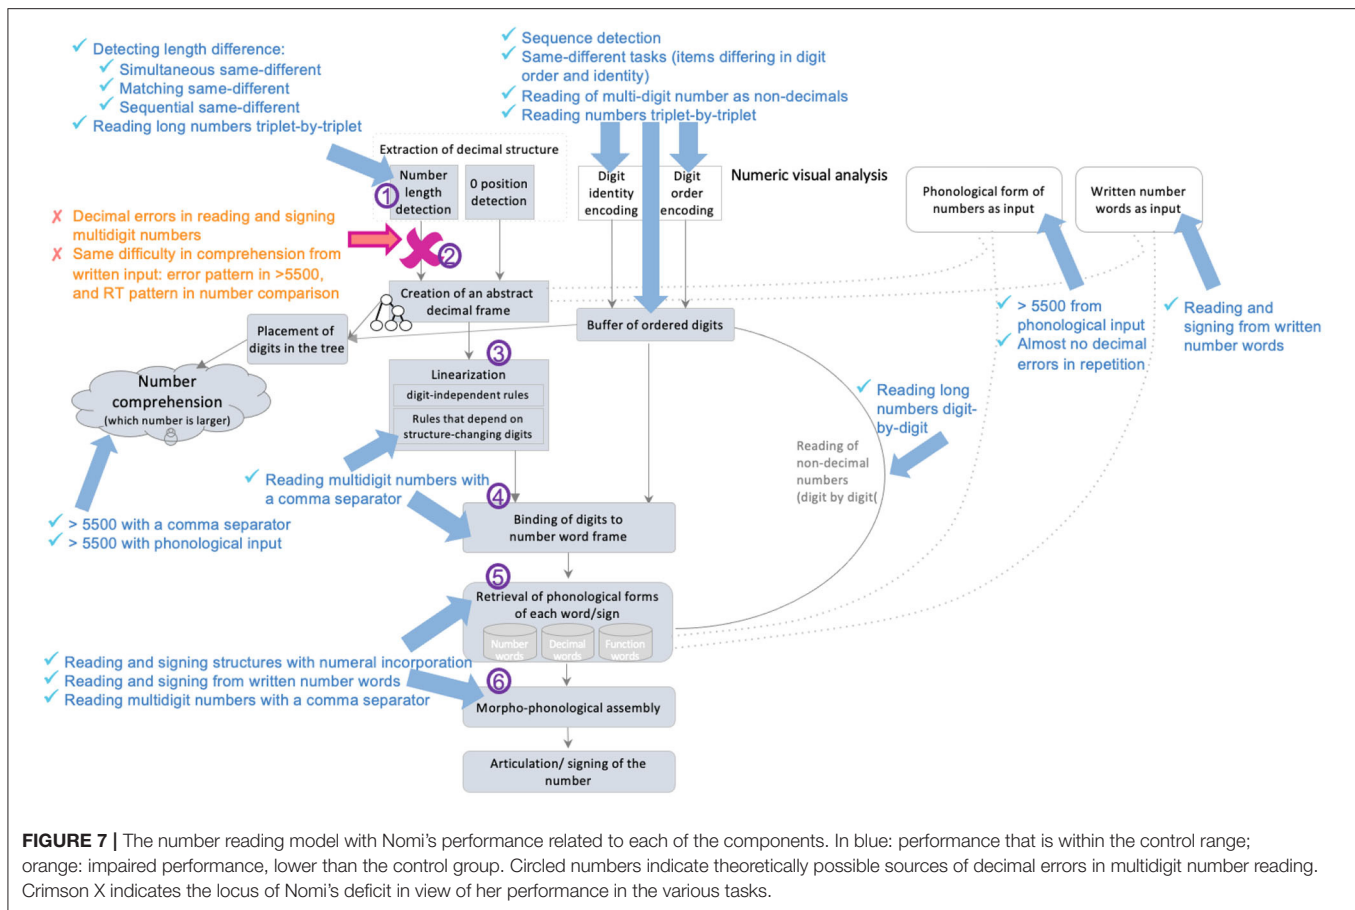 ✓ Detecting length difference:
✓ Simultaneous same-different
✓ Matching same-different
✓ Sequential same-different
✓ Reading long numbers triplet-by-triplet
✓ Sequence detection
✓ Same-different tasks (items differing in digit
order and identity)
✓ Reading of multi-digit number as non-decimals
✓ Reading numbers triplet-by-triplet
Extraction of decimal structure
Number
length
detection
0 position
detection
Digit
identity
encoding
Digit
order
encoding
Numeric visual analysis
Phonological form of
numbers as input
Written number
words as input
1
✗ Decimal errors in reading and signing
multidigit numbers
✗ Same difficulty in comprehension from
written input: error pattern in >5500,
and RT pattern in number comparison
2
Creation of an abstract
decimal frame
Buffer of ordered digits
Placement of
digits in the tree
✓ > 5500 from
phonological input
✓ Almost no decimal
errors in repetition
✓ Reading and
signing from written
number words
Number
comprehension
(which number is larger)
3
Linearization
digit-independent rules
Rules that depend on
structure-changing digits
✓ Reading long
numbers digit-
by-digit
Reading of
non-decimal
numbers
(digit by digit(
✓ Reading multidigit numbers with
a comma separator
✓ > 5500 with a comma separator
✓ > 5500 with phonological input
4
Binding of digits to
number word frame
5
Retrieval of phonological forms
of each word/sign
Number
words
Decimal
words
Function
words
✓ Reading and signing structures with numeral incorporation
✓ Reading and signing from written number words
✓ Reading multidigit numbers with a comma separator
6
Morpho-phonological assembly
Articulation/ signing of the
number
FIGURE 7 | The number reading model with Nomi's performance related to each of the components. In blue: performance that is within the control range;
orange: impaired performance, lower than the control group. Circled numbers indicate theoretically possible sources of decimal errors in multidigit number reading.
Crimson X indicates the locus of Nomi's deficit in view of her performance in the various tasks.